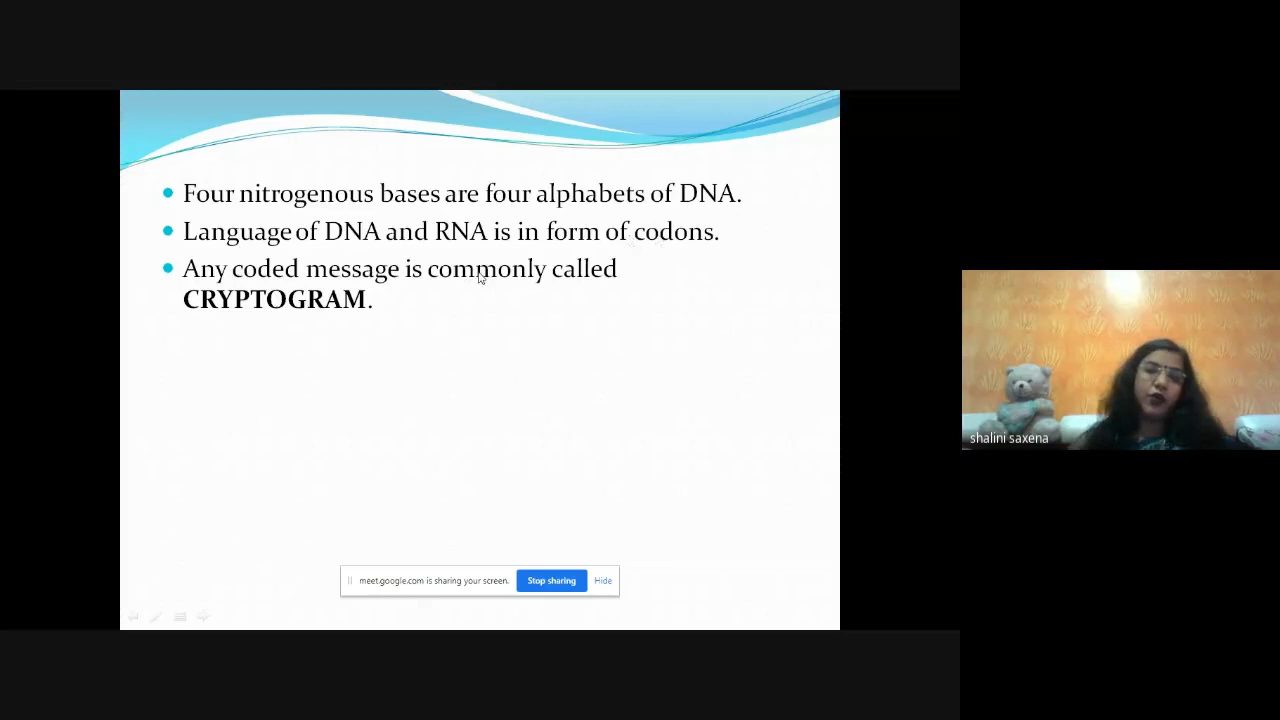 Four nitrogenous bases are four alphabets of DNA.
Language of DNA and RNA is in form of codons.
Any coded message is commonly called
CRYPTOGRAM.
shalini saxena
meet.google.com is sharing your screen.
Stop sharing
Hide